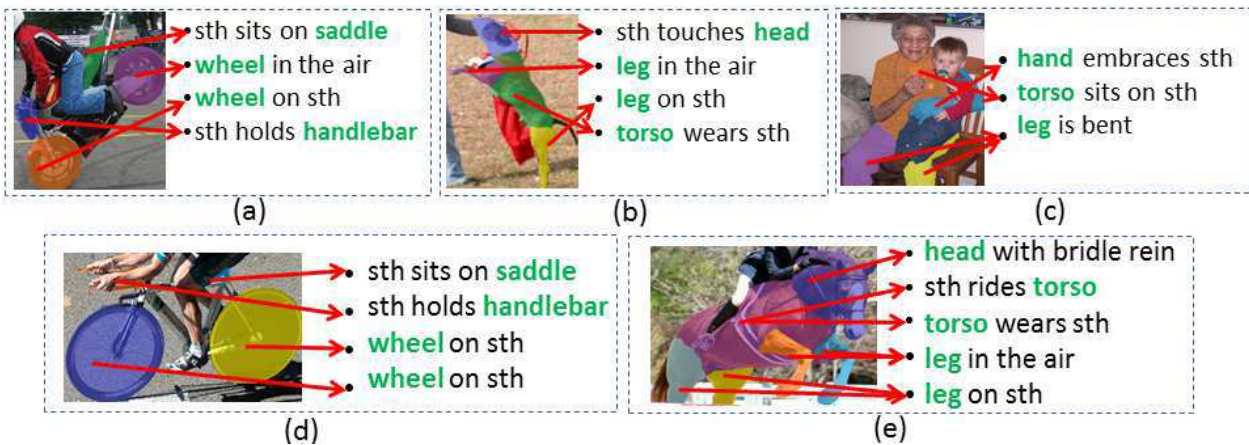 • sth sits on saddle
• wheel in the air
• wheel on sth
• sth holds handlebar
(a)
• sth touches head
• leg in the air
• leg on sth
• torso wears sth
(b)
• hand embraces sth
• torso sits on sth
• leg is bent
(c)
• sth sits on saddle
• sth holds handlebar
• wheel on sth
• wheel on sth
(d)
• head with bridle rein
• sth rides torso
• torso wears sth
• leg in the air
• leg on sth
(e)